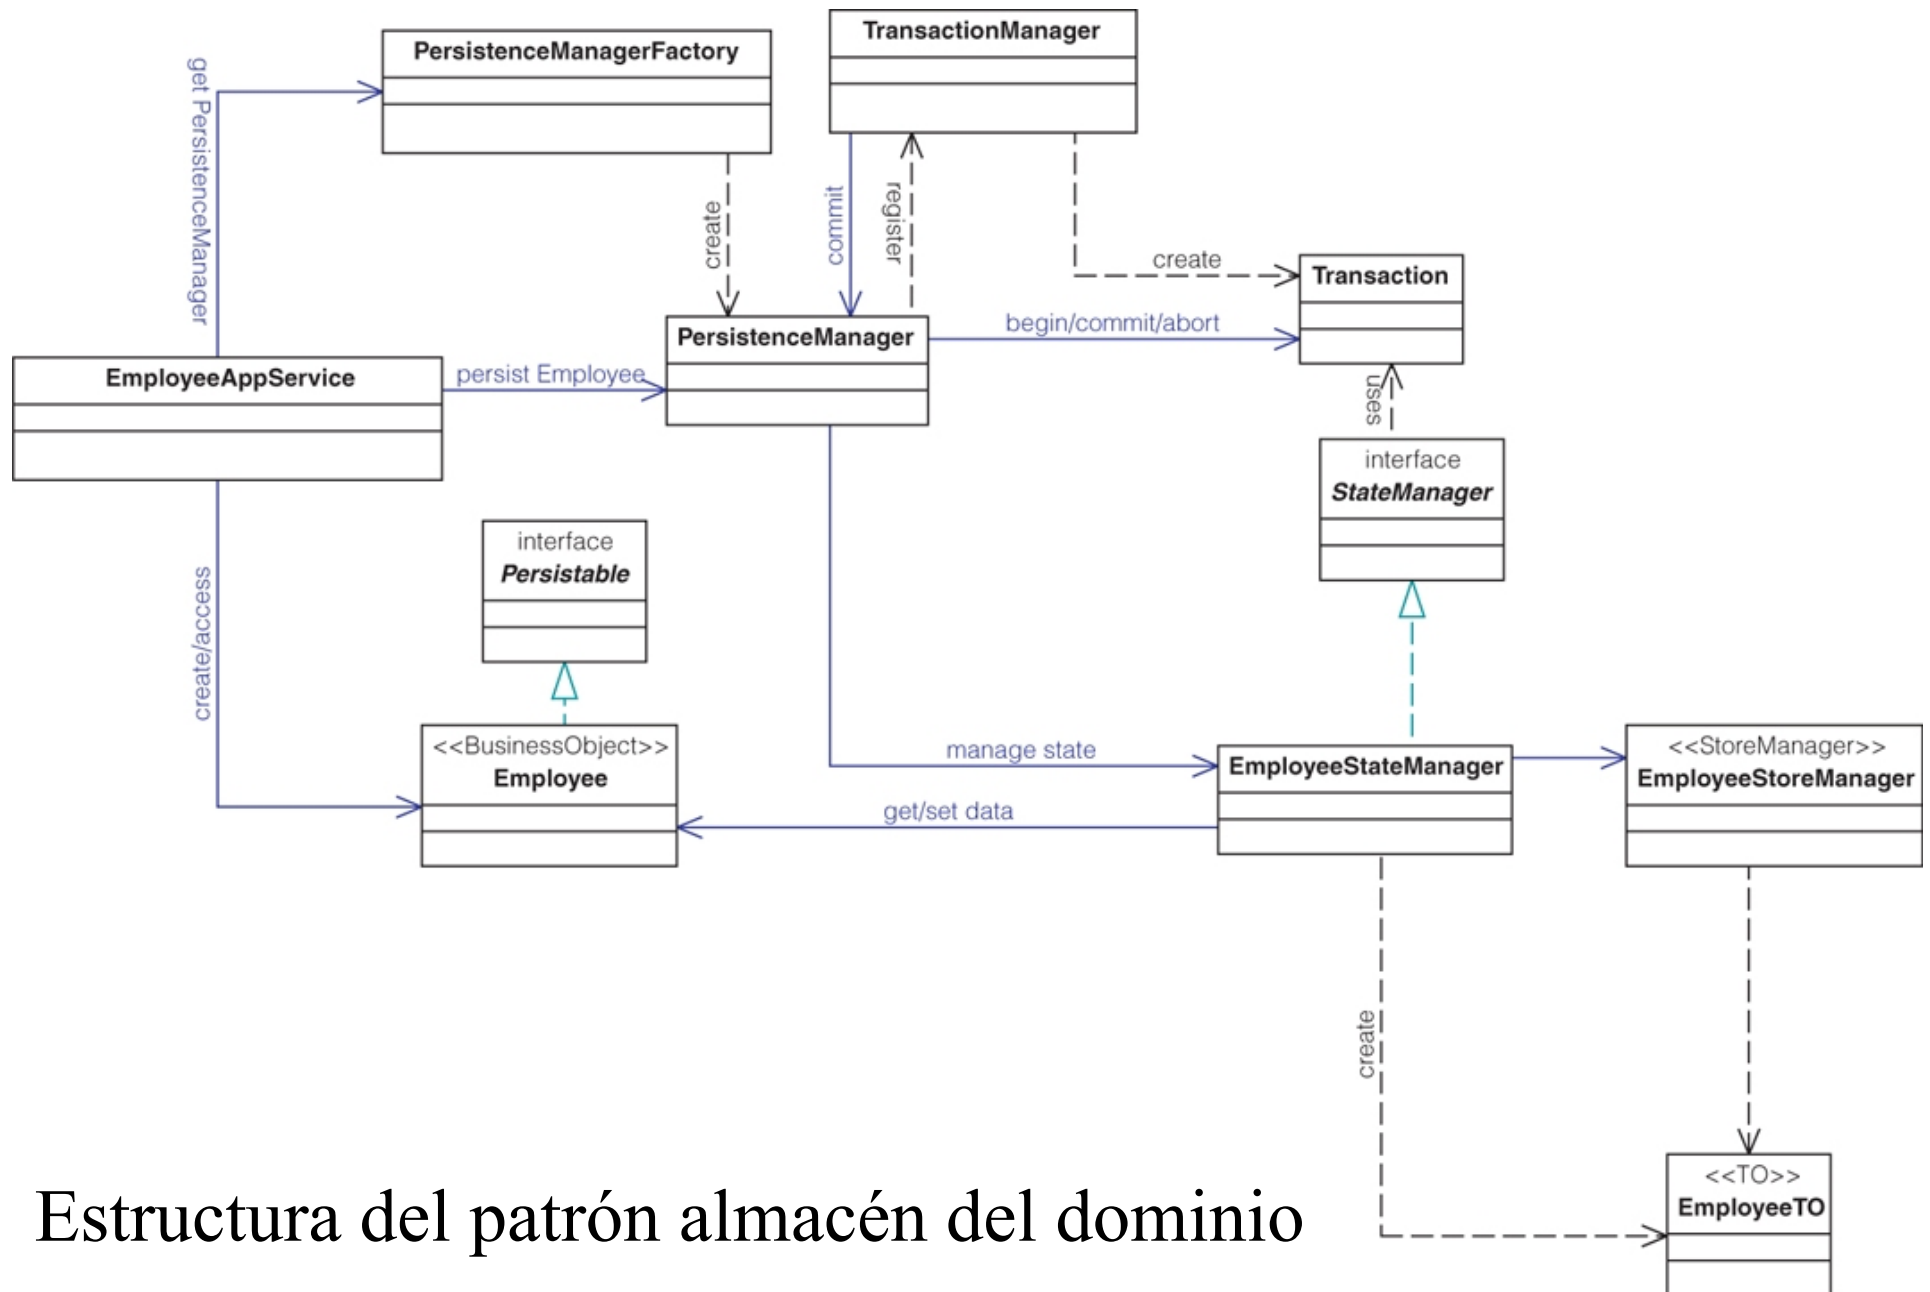 PersistenceManagerFactory
TransactionManager
get PersistenceManager
create
commit
register
create
Transaction
PersistenceManager
begin/commit/abort
EmployeeAppService
persist Employee
uses
interface
StateManager
interface
Persistable
create/access
<<BusinessObject>>
Employee
manage state
get/set data
EmployeeStateManager
<<StoreManager>>
EmployeeStoreManager
create
<<TO>>
EmployeeTO
Estructura del patrón almacén del dominio